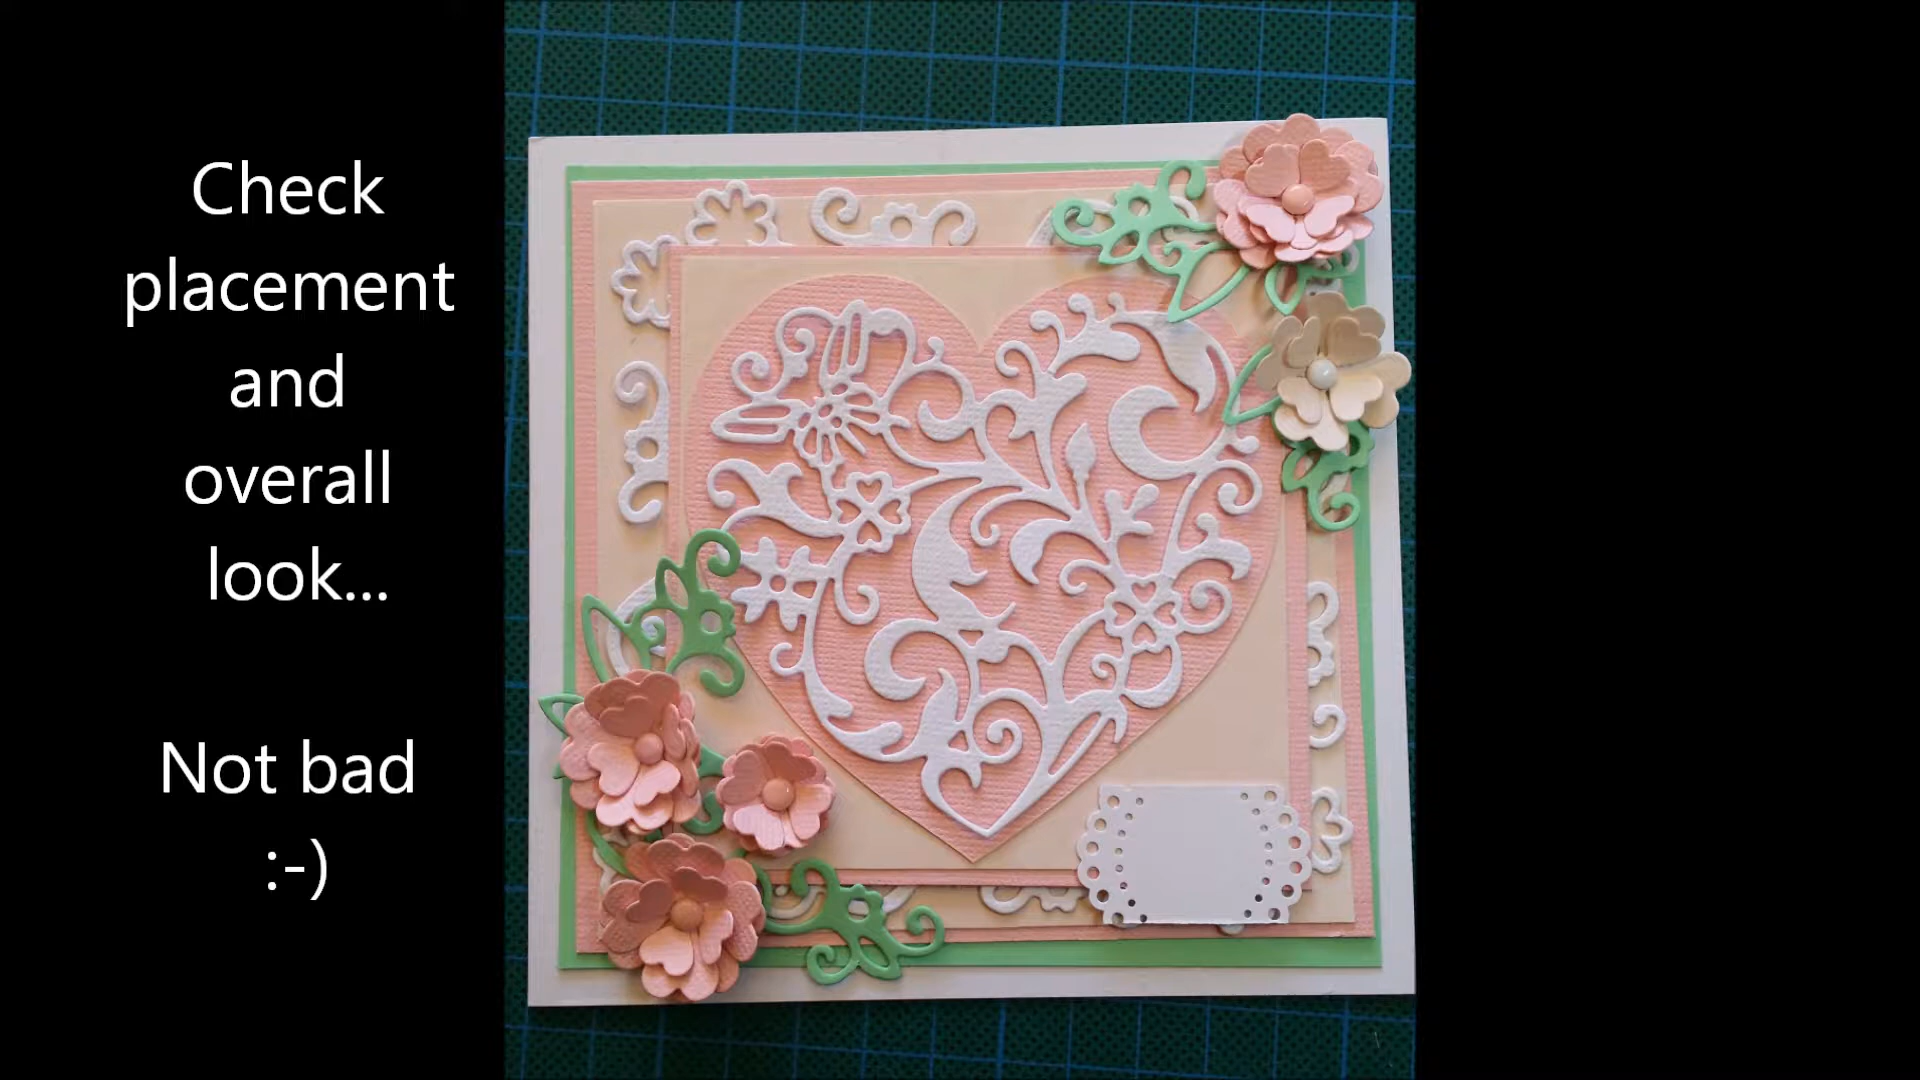 Check
placement
and
overall
look...
Not bad
:-)